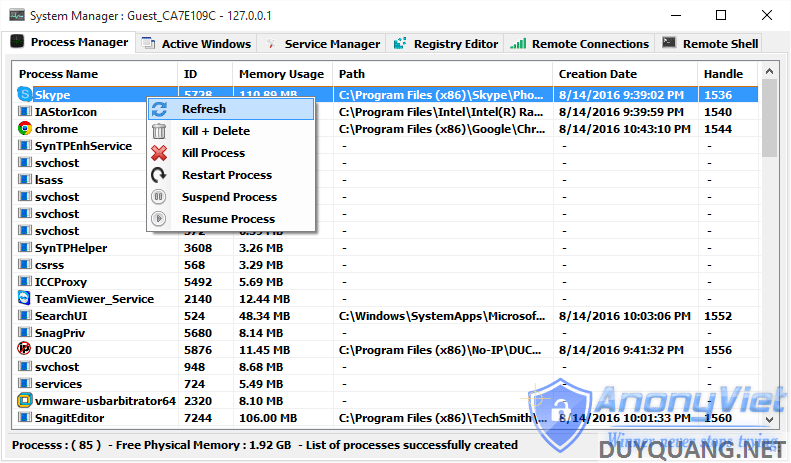 System Manager : Guest_CA7E109C - 127.0.0.1
Process Manager Active Windows Service Manager Registry Editor Remote Connections Remote Shell
Process Name ID Memory Usage Path Creation Date Handle
Skype 5728 110.89 MB C:\Program Files (x86)\Skype\Pho... 8/14/2016 9:39:02 PM 1536
Refresh
IAStorIcon C:\Program Files\Intel\Intel(R) Ra... 8/14/2016 9:39:59 PM 1540
Kill + Delete
chrome C:\Program Files (x86)\Google\Chr... 8/14/2016 10:43:10 PM 1544
SynTPEnhService - - -
Kill Process
svchost - - -
lsass - - -
Restart Process
svchost - - -
Suspend Process
svchost - - -
Resume Process
svchost 572 6.59 MB - - -
SynTPHelper 3608 3.26 MB - - -
csrss 568 3.29 MB - - -
ICCProxy 5492 5.69 MB - - -
TeamViewer_Service 2140 12.44 MB - - -
SearchUI 524 48.34 MB C:\Windows\SystemApps\Microsof... 8/14/2016 10:03:06 PM 1552
SnagPriv 5680 8.14 MB - - -
DUC20 5876 11.45 MB C:\Program Files (x86)\No-IP\DUC... 8/14/2016 9:41:32 PM 1556
svchost 948 8.68 MB - - -
services 724 5.49 MB - - -
vmware-usbarbitrator64 2320 8.10 MB - - -
SnagitEditor 7244 106.00 MB C:\Program Files (x86)\TechSmith\... 8/14/2016 10:01:33 PM 1560
AnonyViet
Winner never stops trying.
Processs : ( 85 ) - Free Physical Memory : 1.92 GB - List of processes successfully created
DUYQUANG.NET